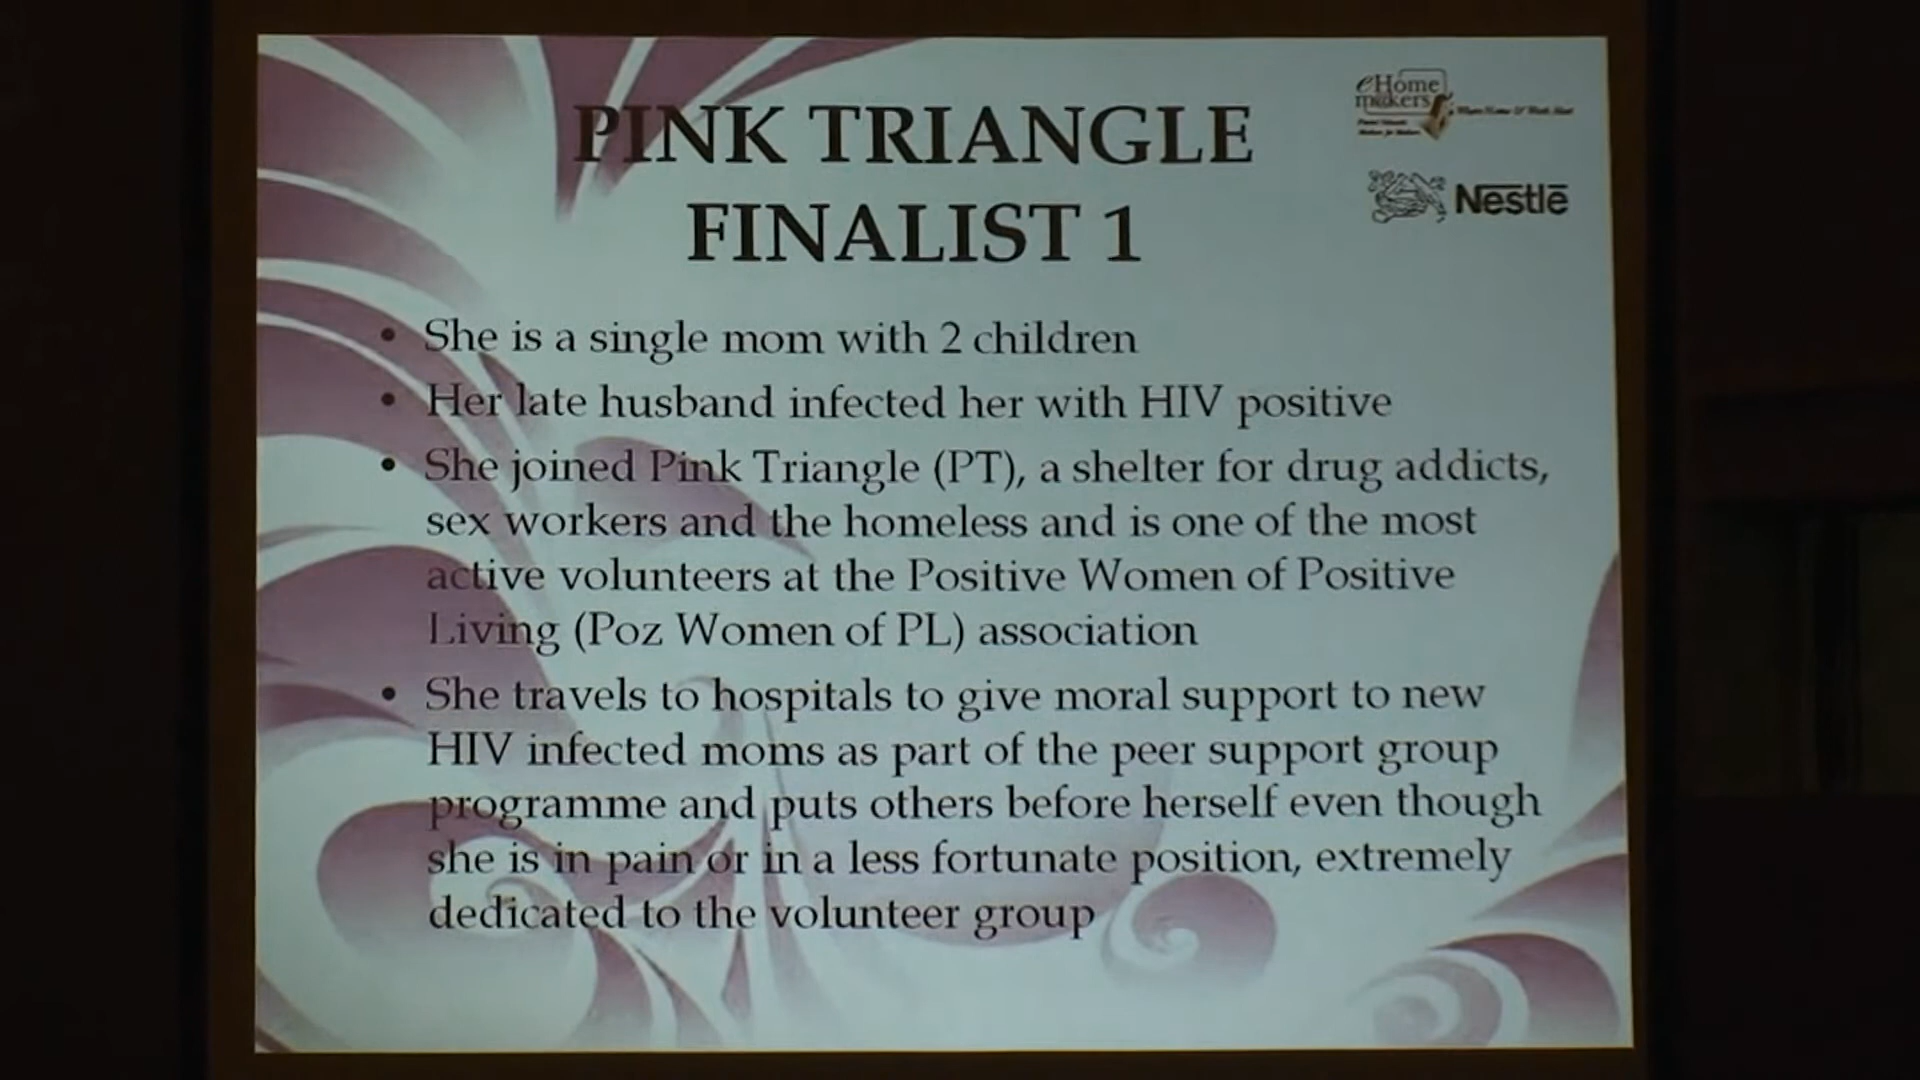 PINK TRIANGLE
FINALIST 1
eHome
makers
Nestlē
• She is a single mom with 2 children
• Her late husband infected her with HIV positive
• She joined Pink Triangle (PT), a shelter for drug addicts,
sex workers and the homeless and is one of the most
active volunteers at the Positive Women of Positive
Living (Poz Women of PL) association
• She travels to hospitals to give moral support to new
HIV infected moms as part of the peer support group
programme and puts others before herself even though
she is in pain or in a less fortunate position, extremely
dedicated to the volunteer group